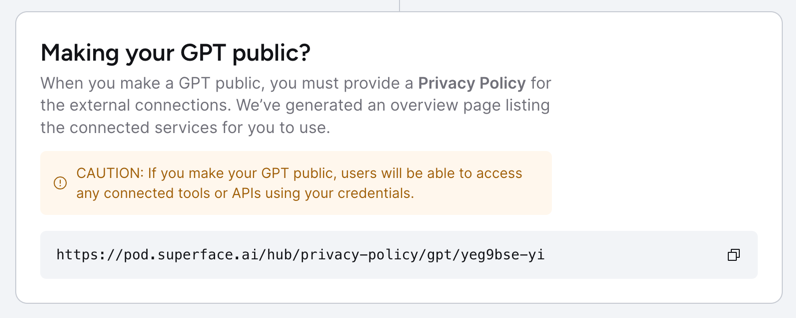 Making your GPT public?
When you make a GPT public, you must provide a Privacy Policy for
the external connections. We’ve generated an overview page listing
the connected services for you to use.
CAUTION: If you make your GPT public, users will be able to access
any connected tools or APIs using your credentials.
https://pod.superface.ai/hub/privacy-policy/gpt/yeg9bse-yi